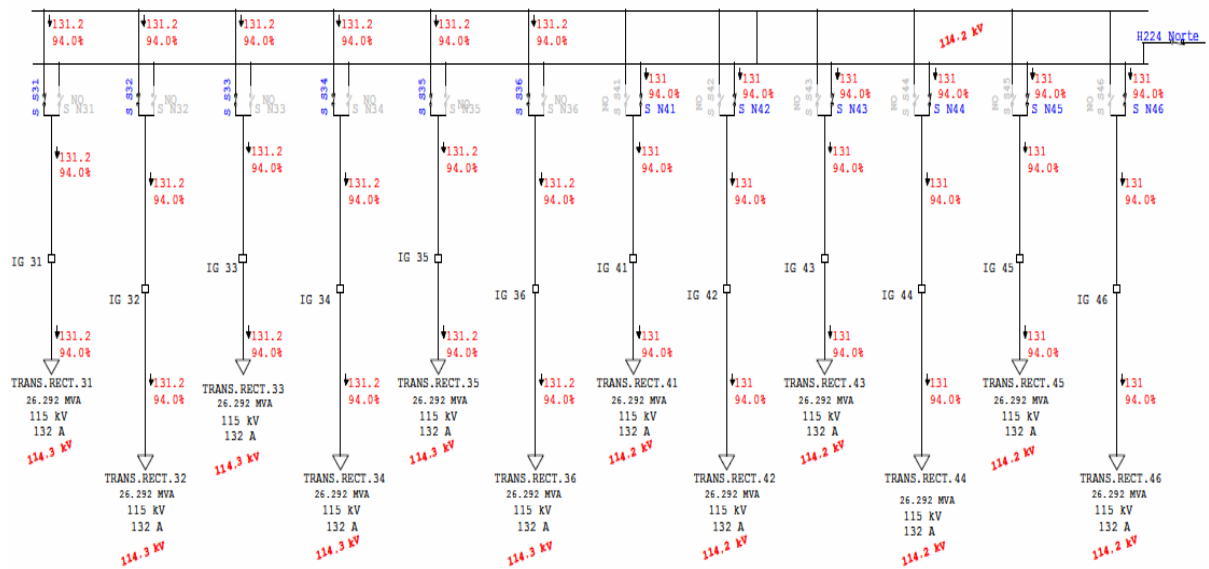 131.2
94.0%
131.2
94.0%
131.2
94.0%
131.2
94.0%
131.2
94.0%
131.2
94.0%
114.2 kV
H224 Norte
S S31
NO
S N31
S S32
NO
S N32
S S33
NO
S N33
S S34
NO
S N34
S S35
NO
S N35
S S36
NO
S N36
NO S S41
131
94.0%
S N41
NO S S42
131
94.0%
S N42
NO S S43
131
94.0%
S N43
NO S S44
131
94.0%
S N44
NO S S45
131
94.0%
S N45
NO S S46
131
94.0%
S N46
131.2
94.0%
131.2
94.0%
131.2
94.0%
131.2
94.0%
131.2
94.0%
131.2
94.0%
131
94.0%
131
94.0%
131
94.0%
131
94.0%
131
94.0%
131
94.0%
IG 31
IG 32
IG 33
IG 34
IG 35
IG 36
IG 41
IG 42
IG 43
IG 44
IG 45
IG 46
131.2
94.0%
131.2
94.0%
131.2
94.0%
131.2
94.0%
131.2
94.0%
131.2
94.0%
131
94.0%
131
94.0%
131
94.0%
131
94.0%
131
94.0%
131
94.0%
TRANS.RECT.31
26.292 MVA
115 kV
132 A
114.3 kV
TRANS.RECT.33
26.292 MVA
115 kV
132 A
114.3 kV
TRANS.RECT.35
26.292 MVA
115 kV
132 A
114.3 kV
TRANS.RECT.41
26.292 MVA
115 kV
132 A
114.2 kV
TRANS.RECT.43
26.292 MVA
115 kV
132 A
114.2 kV
TRANS.RECT.45
26.292 MVA
115 kV
132 A
114.2 kV
TRANS.RECT.32
26.292 MVA
115 kV
132 A
114.3 kV
TRANS.RECT.34
26.292 MVA
115 kV
132 A
114.3 kV
TRANS.RECT.36
26.292 MVA
115 kV
132 A
114.3 kV
TRANS.RECT.42
26.292 MVA
115 kV
132 A
114.2 kV
TRANS.RECT.44
26.292 MVA
115 kV
132 A
114.2 kV
TRANS.RECT.46
26.292 MVA
115 kV
132 A
114.2 kV